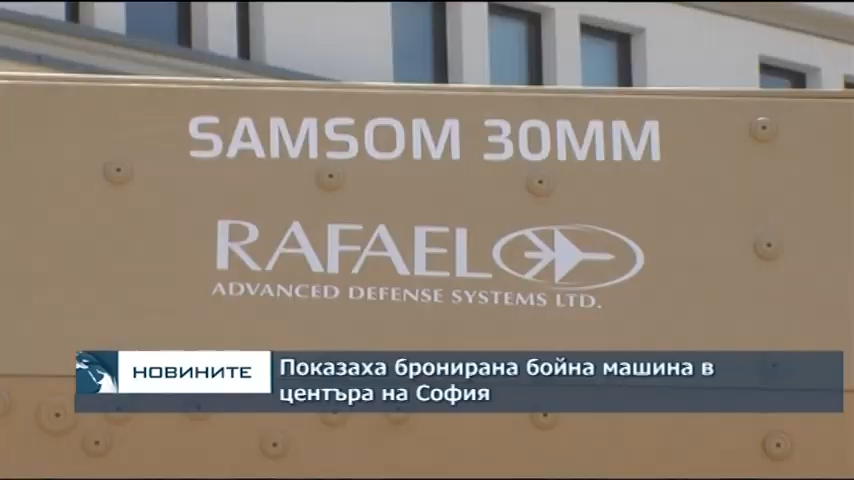 SAMSOM 30MM
RAFAEL
ADVANCED DEFENSE SYSTEMS LTD.
НОВИНИТЕ
Показаха бронирана бойна машина в
центъра на София